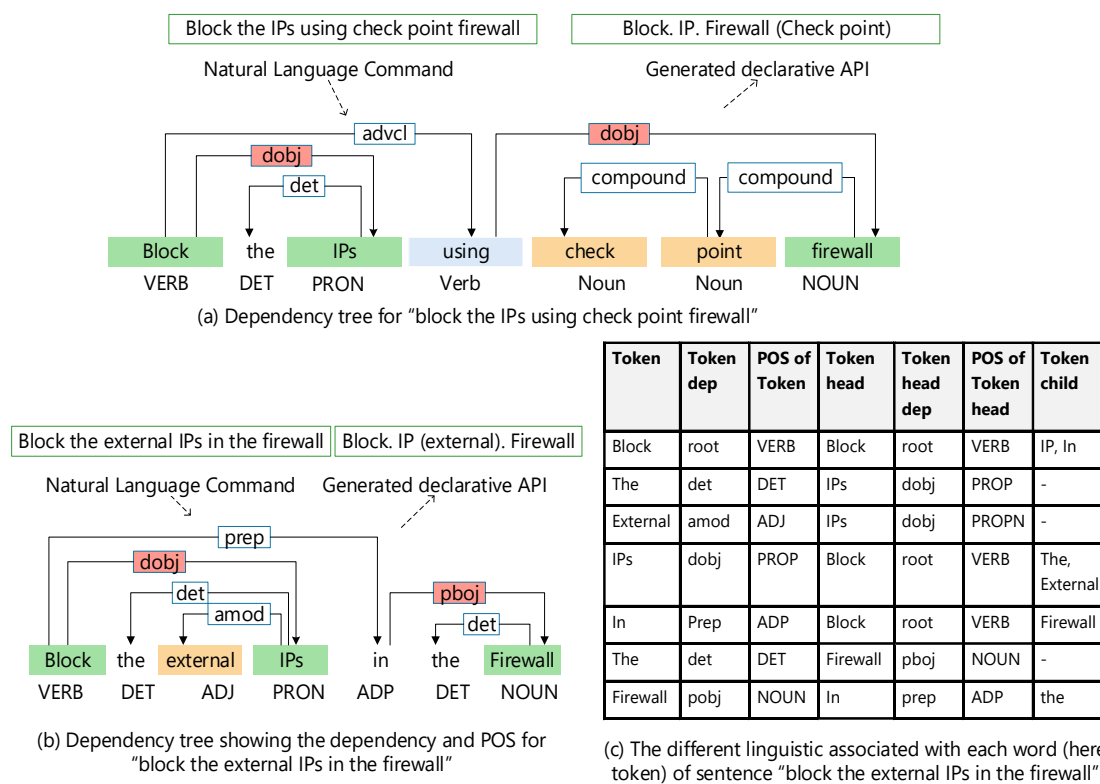 Block the IPs using check point firewall
Block. IP. Firewall (Check point)
Natural Language Command
Generated declarative API
advcl
dobj
dobj
det
compound
compound
Block the IPs using check point firewall
VERB DET PRON Verb Noun Noun NOUN
(a) Dependency tree for “block the IPs using check point firewall”
Block the external IPs in the firewall
Block. IP (external). Firewall
Natural Language Command
Generated declarative API
prep
dobj
det
pboj
amod
det
Block the external IPs in the Firewall
VERB DET ADJ PRON ADP DET NOUN
(b) Dependency tree showing the dependency and POS for
“block the external IPs in the firewall”
Token Token POS of Token Token POS of Token
dep Token head head Token child
dep head
Block root VERB Block root VERB IP, In
The det DET IPs dobj PROP -
External amod ADJ IPs dobj PROPN -
IPs dobj PROP Block root VERB The,
External
In Prep ADP Block root VERB Firewall
The det DET Firewall pboj NOUN -
Firewall pobj NOUN In prep ADP the
(c) The different linguistic associated with each word (here
token) of sentence “block the external IPs in the firewall”